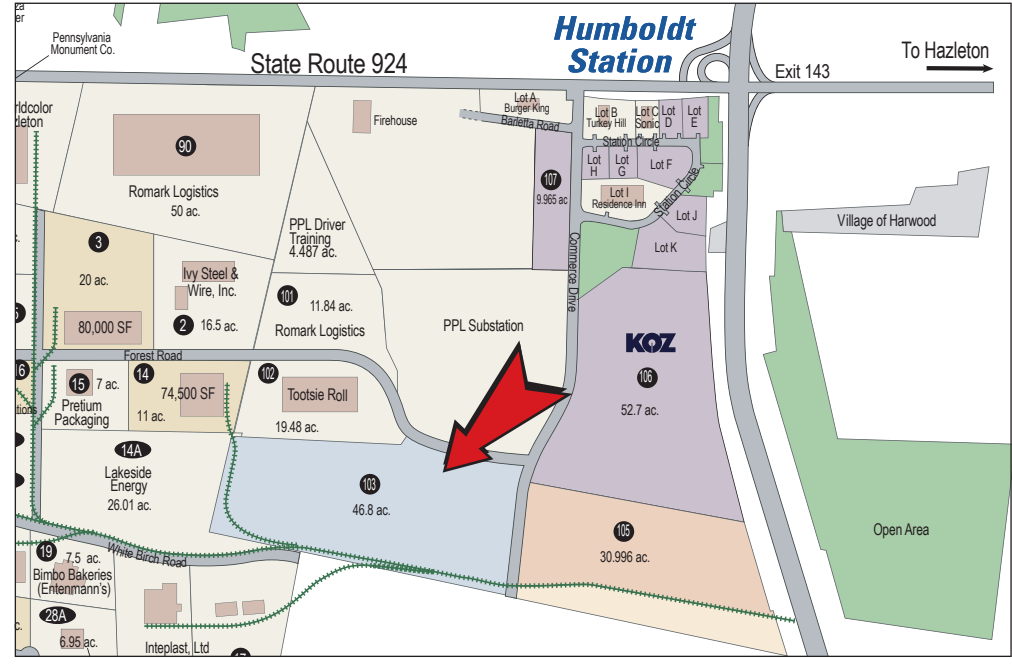 za
er
Pennsylvania
Monument Co.
Humboldt
Station
State Route 924
To Hazleton
Exit 143
rldcolor
zleton
90
Romark Logistics
50 ac.
Firehouse
Lot A
Burger King
Barletta Road
Lot B
Turkey Hill
Lot C
Sonic
Lot
D
Lot
E
Station Circle
Lot
H
Lot
G
Lot F
Lot I
Residence Inn
Station Circle
Lot J
Lot K
107
9.965 ac
Commerce Drive
Village of Harwood
3
20 ac.
80,000 SF
Ivy Steel &
Wire, Inc.
2
16.5 ac.
PPL Driver
Training
4.487 ac.
101
11.84 ac.
Romark Logistics
PPL Substation
KOZ
106
52.7 ac.
Forest Road
15
7 ac.
Pretium
Packaging
14
74,500 SF
11 ac.
102
Tootsie Roll
19.48 ac.
14A
Lakeside
Energy
26.01 ac.
103
46.8 ac.
105
30.996 ac.
Open Area
White Birch Road
19
7.5 ac.
Bimbo Bakeries
(Entenmann's)
28A
6.95 ac.
Inteplast, Ltd